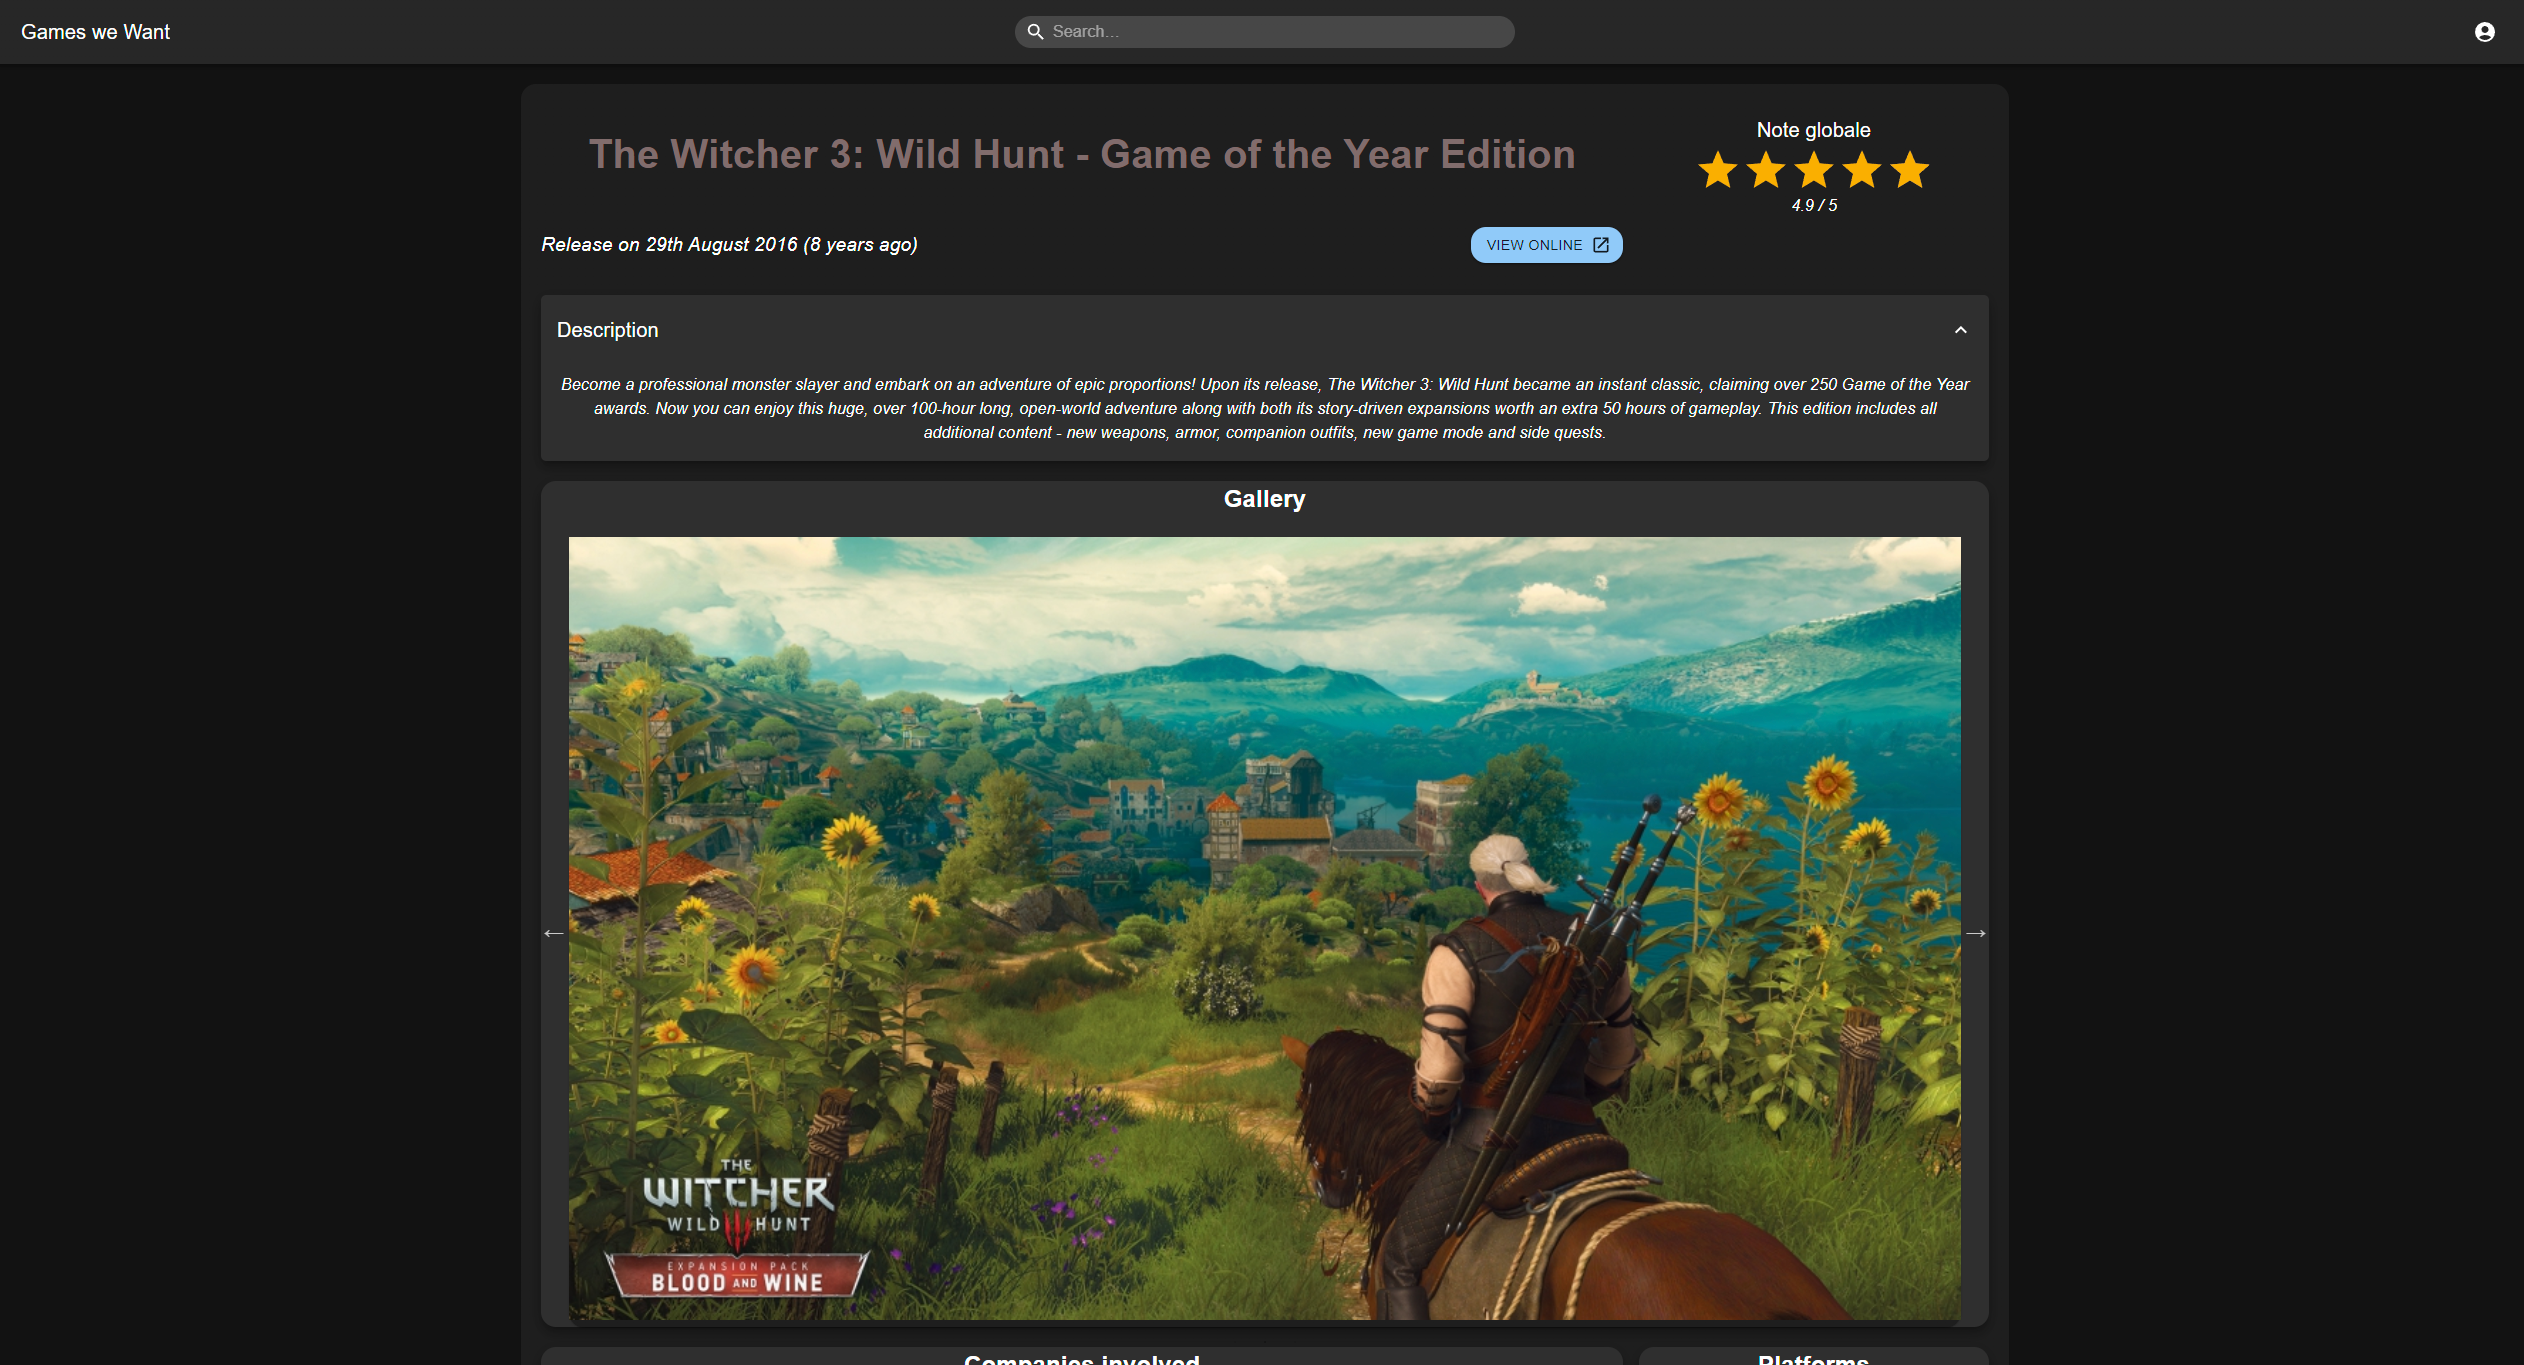 Games we Want
Search...
The Witcher 3: Wild Hunt - Game of the Year Edition
Note globale
4.9 / 5
Release on 29th August 2016 (8 years ago)
VIEW ONLINE
Description
Become a professional monster slayer and embark on an adventure of epic proportions! Upon its release, The Witcher 3: Wild Hunt became an instant classic, claiming over 250 Game of the Year
awards. Now you can enjoy this huge, over 100-hour long, open-world adventure along with both its story-driven expansions worth an extra 50 hours of gameplay. This edition includes all
additional content - new weapons, armor, companion outfits, new game mode and side quests.
Gallery
←
→
THE
WITCHER
WILD HUNT
EXPANSION PACK
BLOOD AND WINE
Companies involved
Platforms